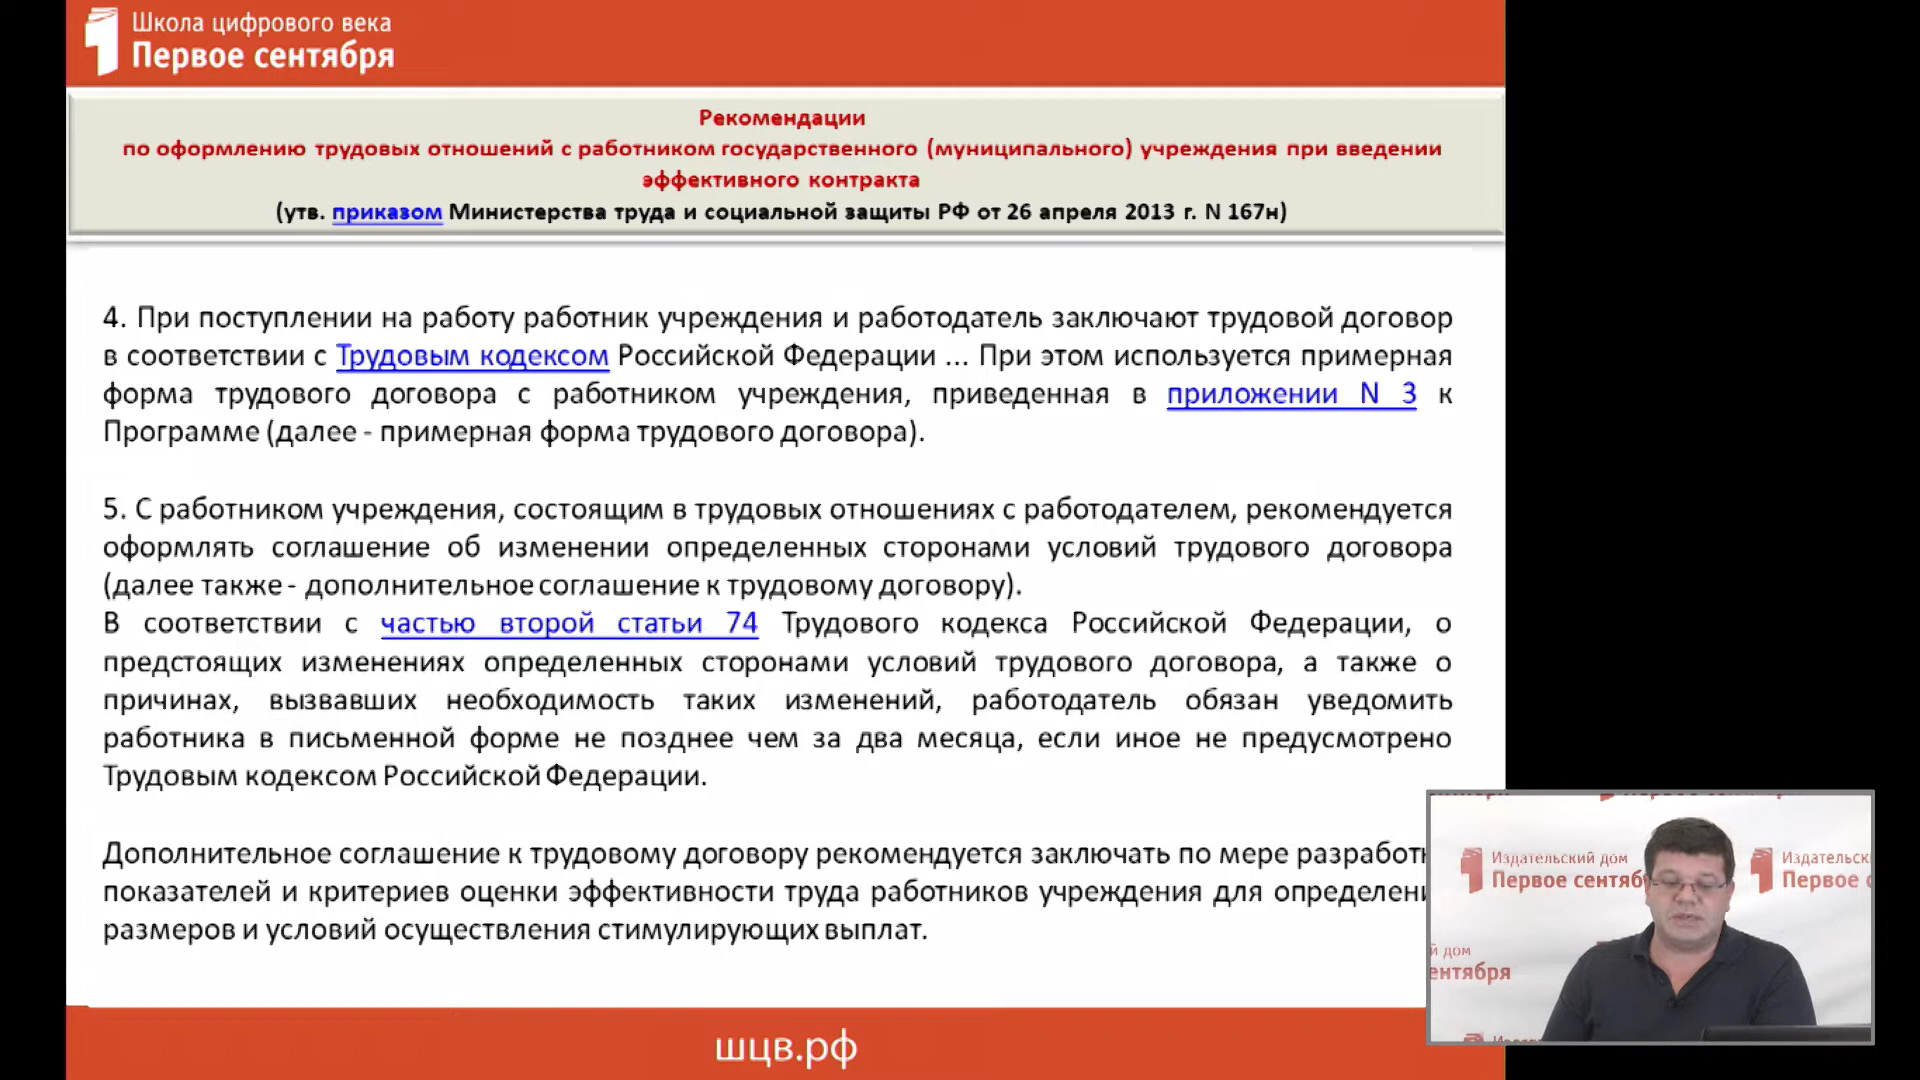 Школа цифрового века
Первое сентября
Рекомендации
по оформлению трудовых отношений с работником государственного (муниципального) учреждения при введении
эффективного контракта
(утв. приказом Министерства труда и социальной защиты РФ от 26 апреля 2013 г. N 167н)
4. При поступлении на работу работник учреждения и работодатель заключают трудовой договор
в соответствии с Трудовым кодексом Российской Федерации ... При этом используется примерная
форма трудового договора с работником учреждения, приведенная в приложении N 3 к
Программе (далее - примерная форма трудового договора).
5. С работником учреждения, состоящим в трудовых отношениях с работодателем, рекомендуется
оформлять соглашение об изменении определенных сторонами условий трудового договора
(далее также - дополнительное соглашение к трудовому договору).
В соответствии с частью второй статьи 74 Трудового кодекса Российской Федерации, о
предстоящих изменениях определенных сторонами условий трудового договора, а также о
причинах, вызвавших необходимость таких изменений, работодатель обязан уведомить
работника в письменной форме не позднее чем за два месяца, если иное не предусмотрено
Трудовым кодексом Российской Федерации.
Дополнительное соглашение к трудовому договору рекомендуется заключать по мере разработк
показателей и критериев оценки эффективности труда работников учреждения для определени
размеров и условий осуществления стимулирующих выплат.
Издательский дом
Первое сентяб
Издательск
Первое с
й дом
ентября
шцв.рф